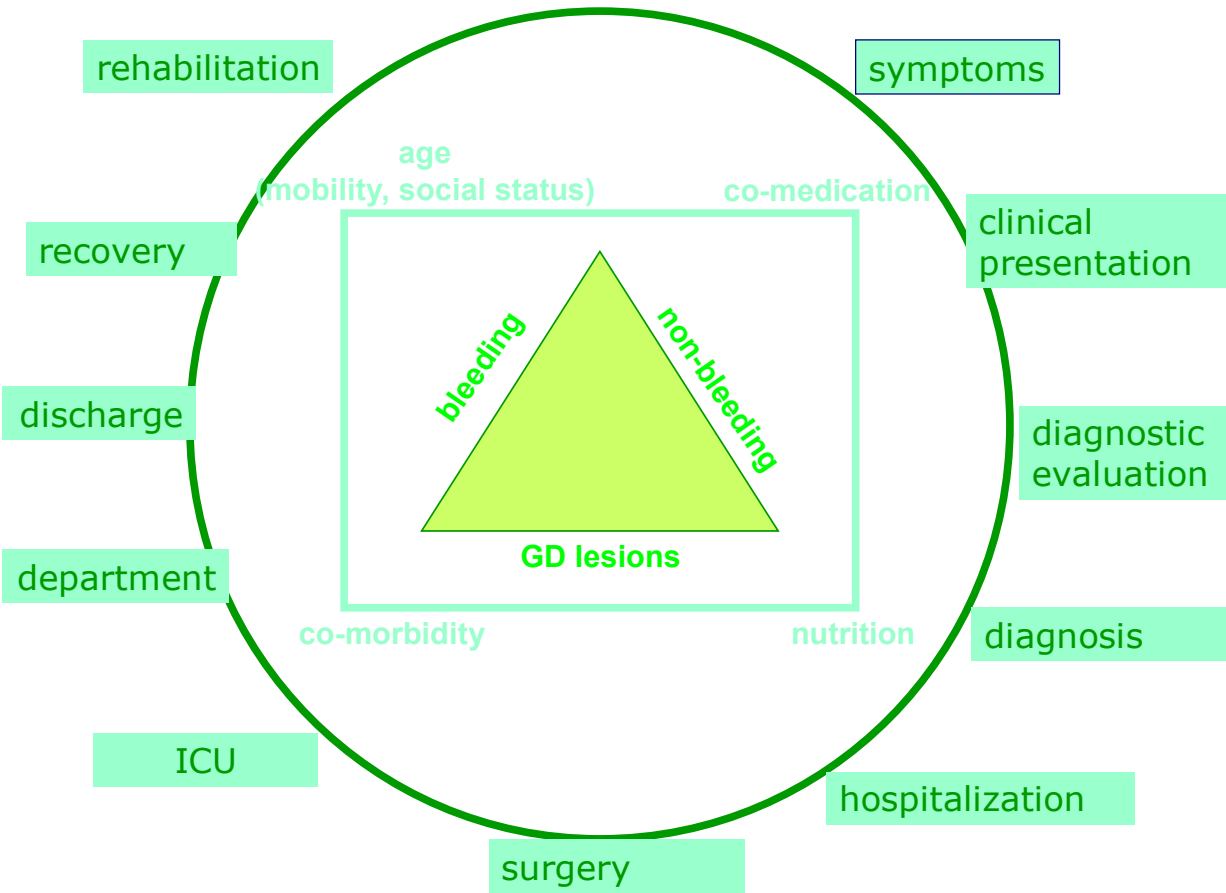 rehabilitation
symptoms
age
(mobility, social status)
co-medication
clinical
presentation
recovery
bleeding
non-bleeding
discharge
diagnostic
evaluation
GD lesions
department
co-morbidity
nutrition
diagnosis
ICU
hospitalization
surgery